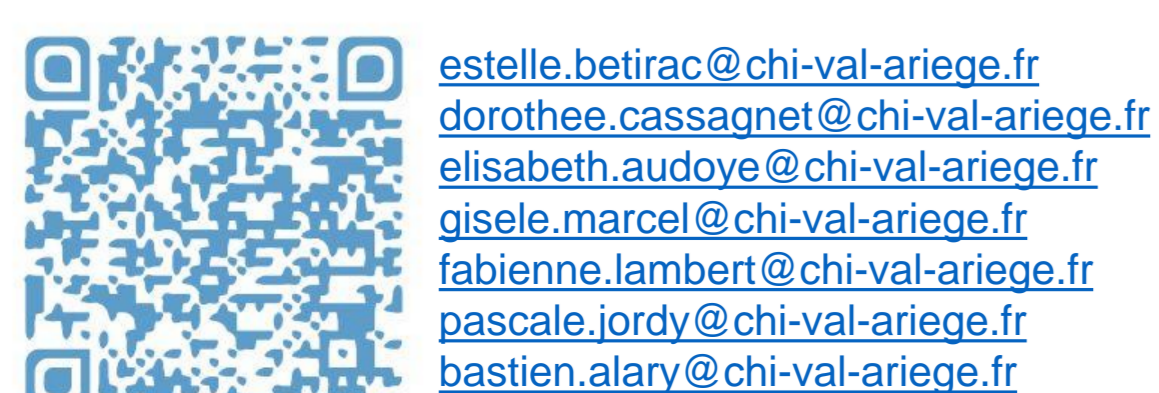 estelle.betirac@chi-val-ariege.fr
dorothee.cassagnet@chi-val-ariege.fr
elisabeth.audoye@chi-val-ariege.fr
gisele.marcel@chi-val-ariege.fr
fabienne.lambert@chi-val-ariege.fr
pascale.jordy@chi-val-ariege.fr
bastien.alary@chi-val-ariege.fr